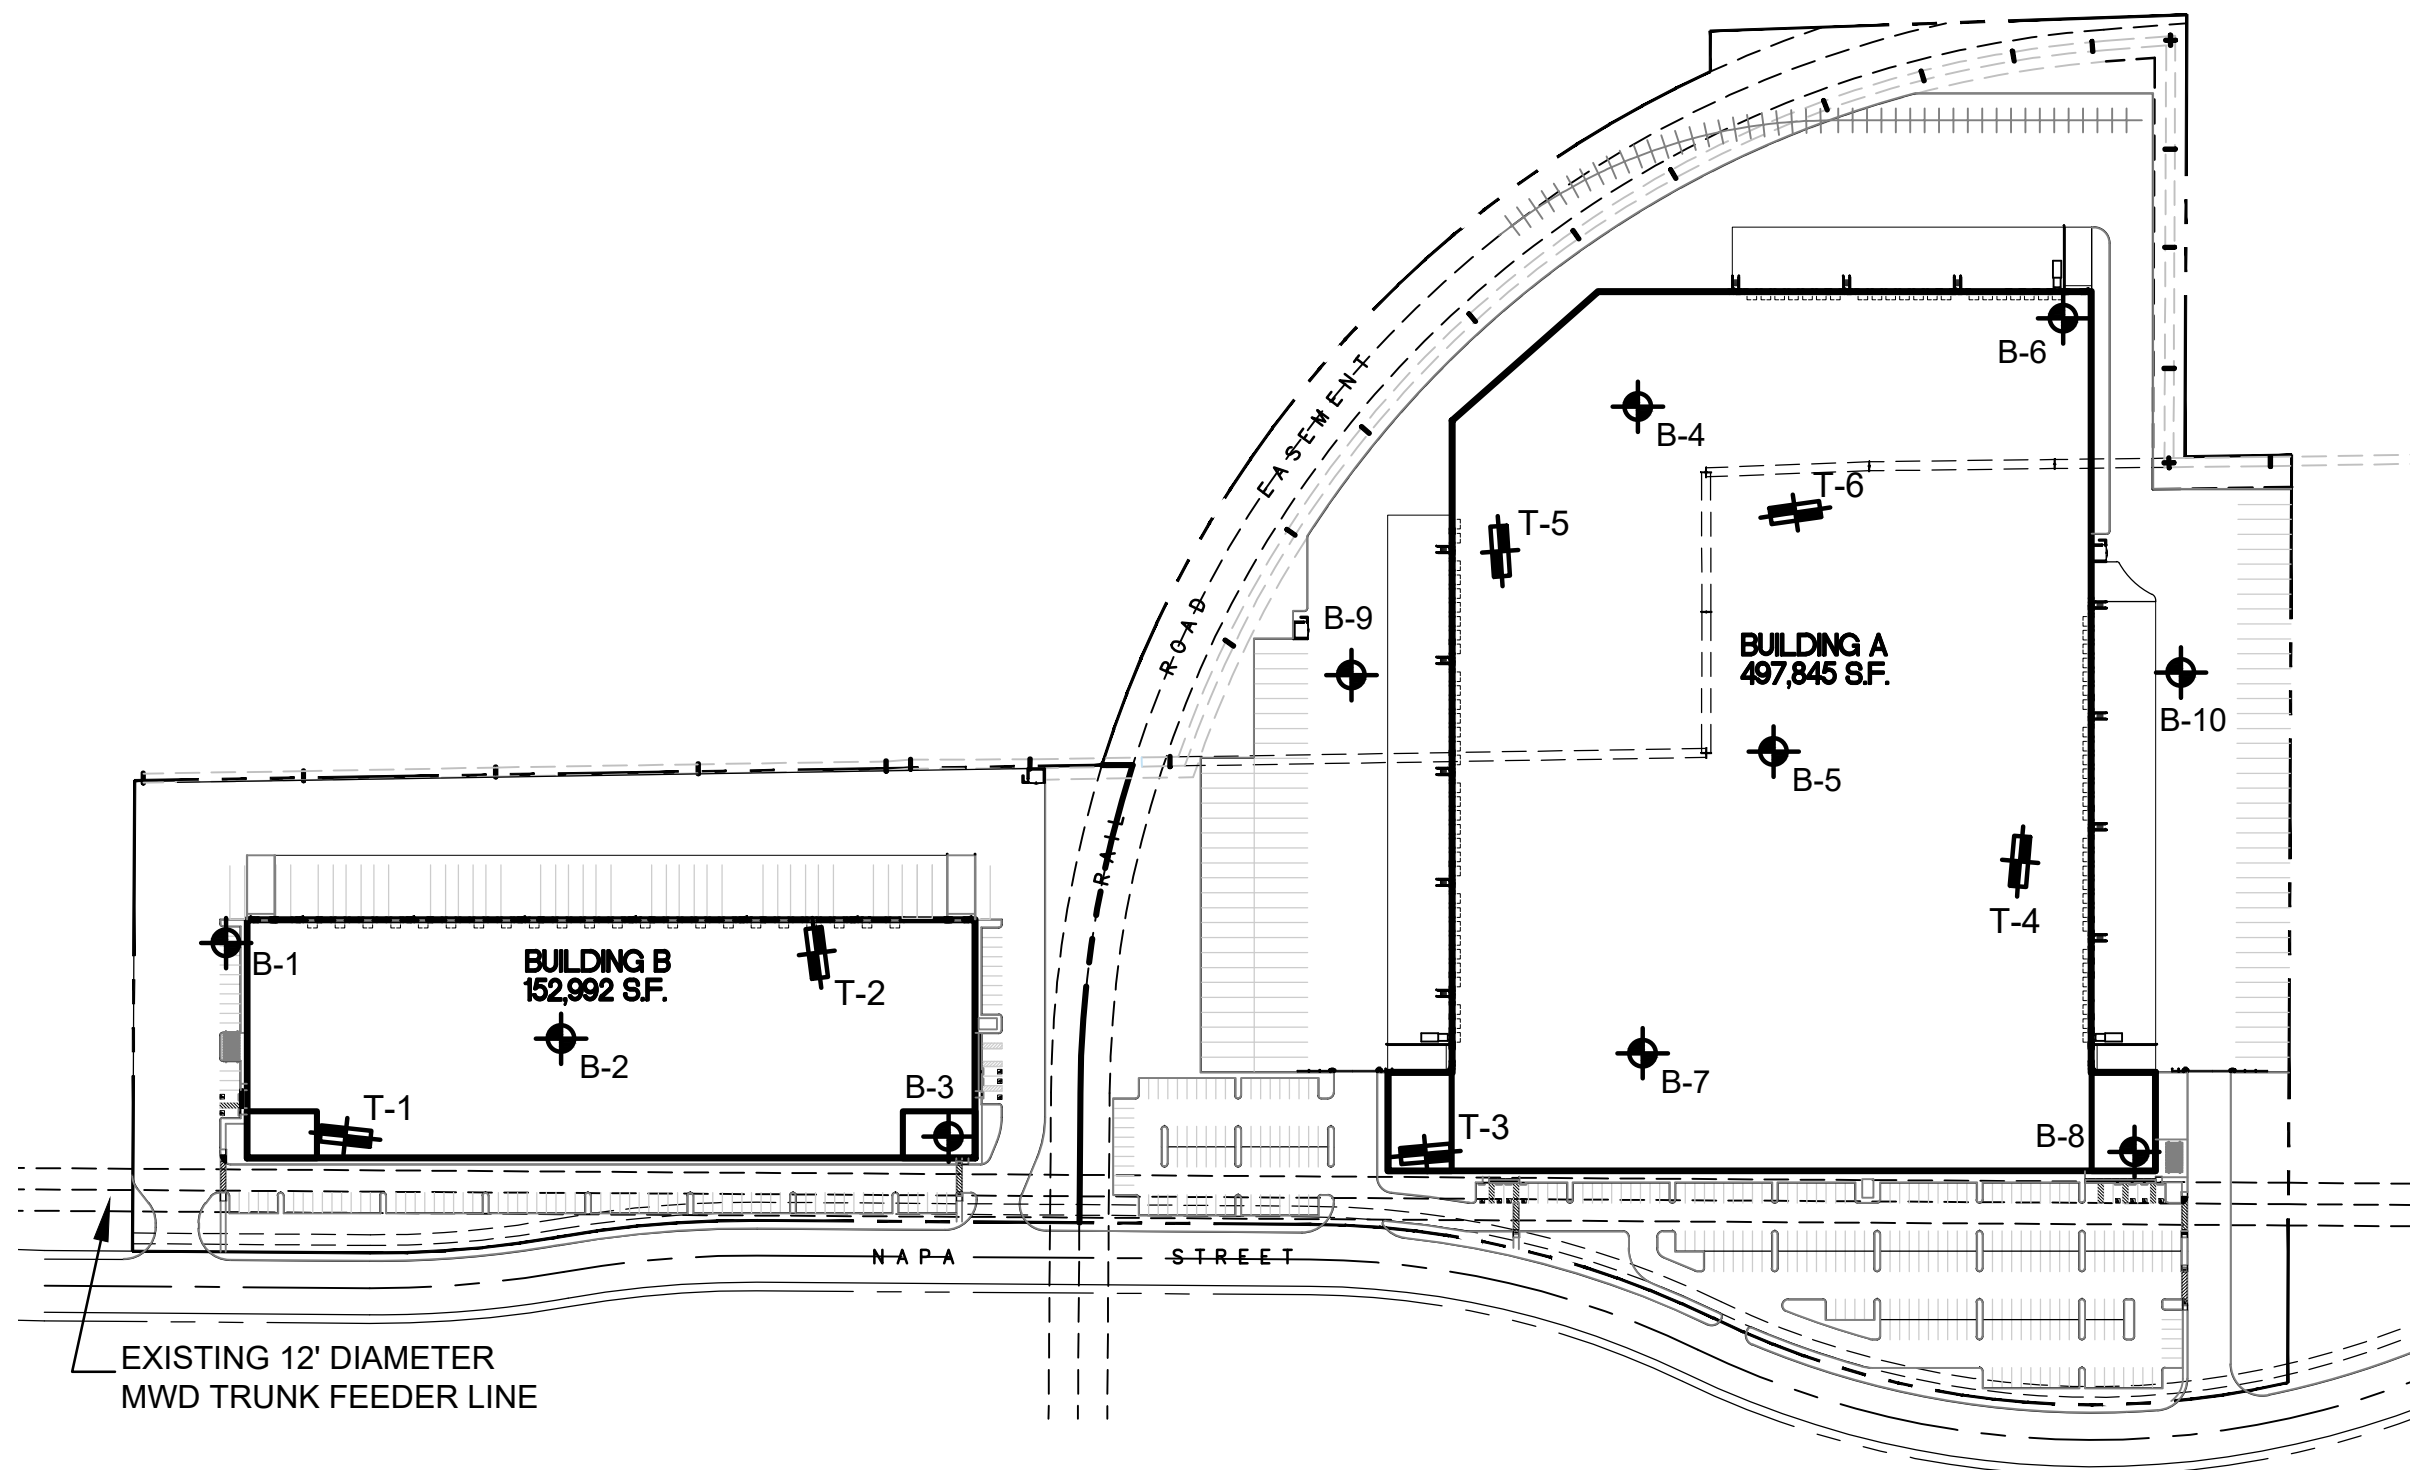 B-6
B-4
T-6
T-5
RAIL ROAD EASEMENT
B-9
BUILDING A
497,845 S.F.
B-10
B-5
T-4
B-1
BUILDING B
152,992 S.F.
T-2
B-2
B-3
B-7
T-1
T-3
B-8
NAPA STREET
EXISTING 12' DIAMETER
MWD TRUNK FEEDER LINE